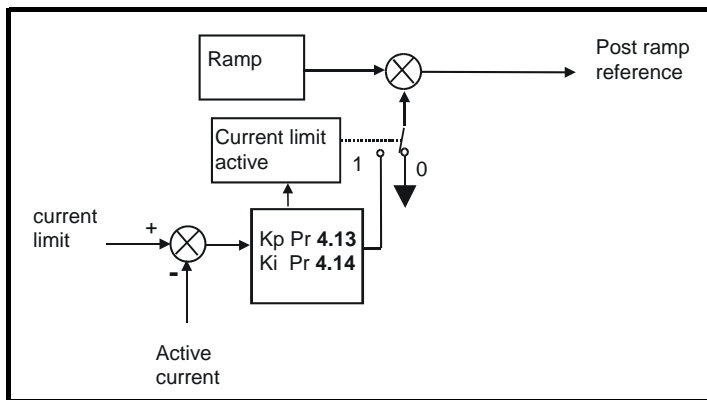 Ramp
Post ramp
reference
Current limit
active
1
0
current
limit
+
-
Kp Pr 4.13
Ki Pr 4.14
Active
current